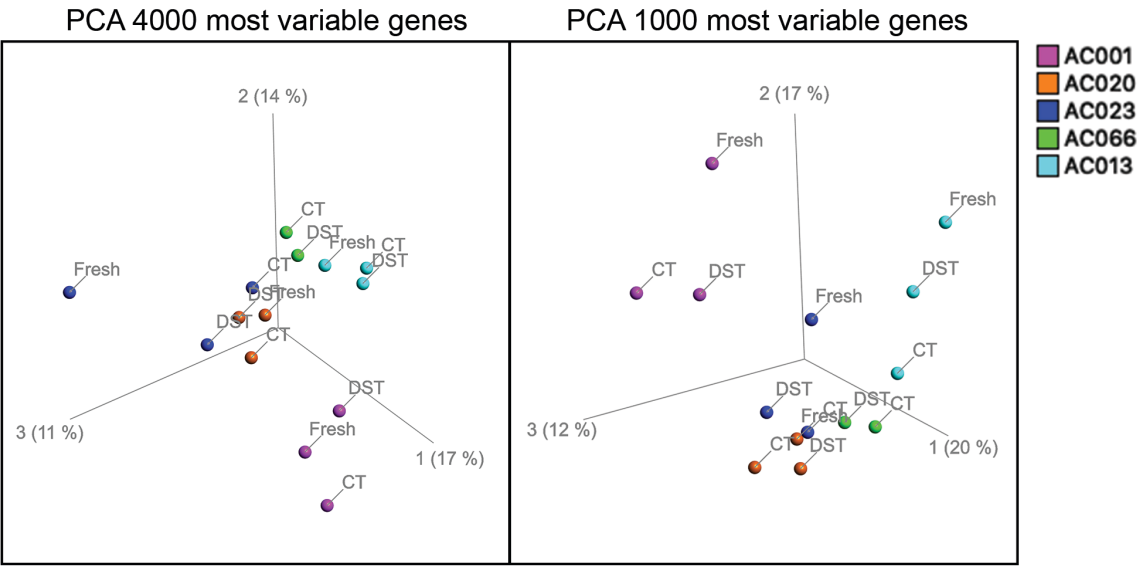 PCA 4000 most variable genes
PCA 1000 most variable genes
2 (14 %)
CT
DST
Fresh
CT
DST
CT
Fresh
DST
Fresh
DST
CT
DST
Fresh
CT
3 (11 %)
1 (17 %)
2 (17 %)
Fresh
Fresh
CT
DST
DST
Fresh
CT
DST
CT
DST
CT
Fresh
CT
DST
3 (12 %)
1 (20 %)
AC001
AC020
AC023
AC066
AC013